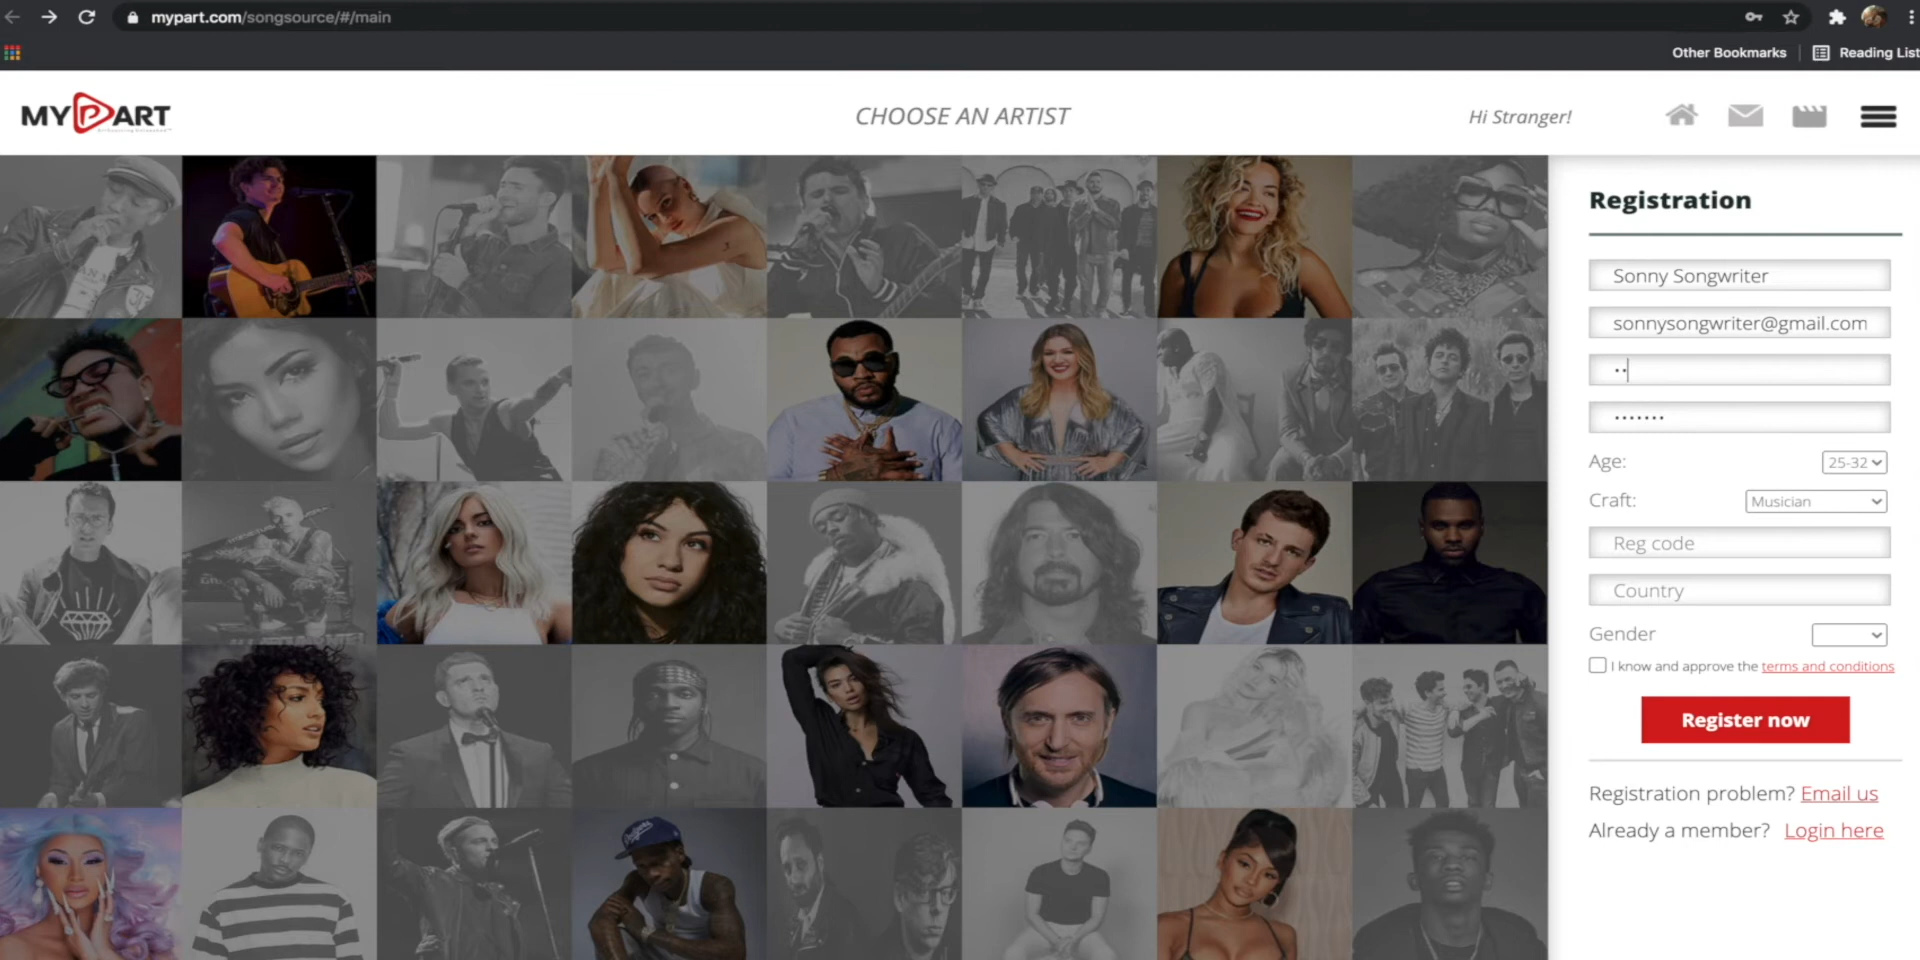 mypart.com/songsource/#/main
Other Bookmarks
Reading List
MYPART
CHOOSE AN ARTIST
Hi Stranger!
Registration
Sonny Songwriter
sonnysongwriter@gmail.com
Age:
25-32
Craft:
Musician
Reg code
Country
Gender
I know and approve the terms and conditions
Register now
Registration problem? Email us
Already a member? Login here